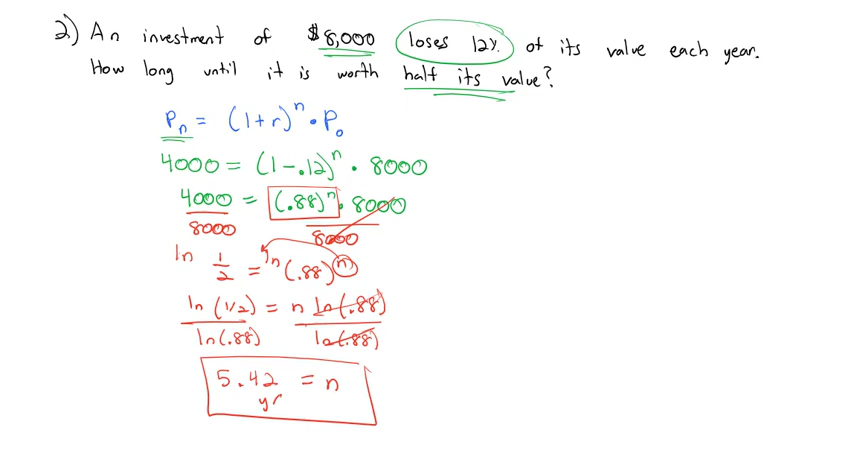 2) An investment of $8,000 loses 12% of its value each year.
How long until it is worth half its value?
Pₙ = (1+r)ⁿ · P₀
4000 = (1-.12)ⁿ · 8000
4000/8000 = (.88)ⁿ · 8000/8000
ln 1/2 = ln (.88)ⁿ
ln (1/2)/ln(.88) = n ln(.88)/ln(.88)
5.42 = n
yr